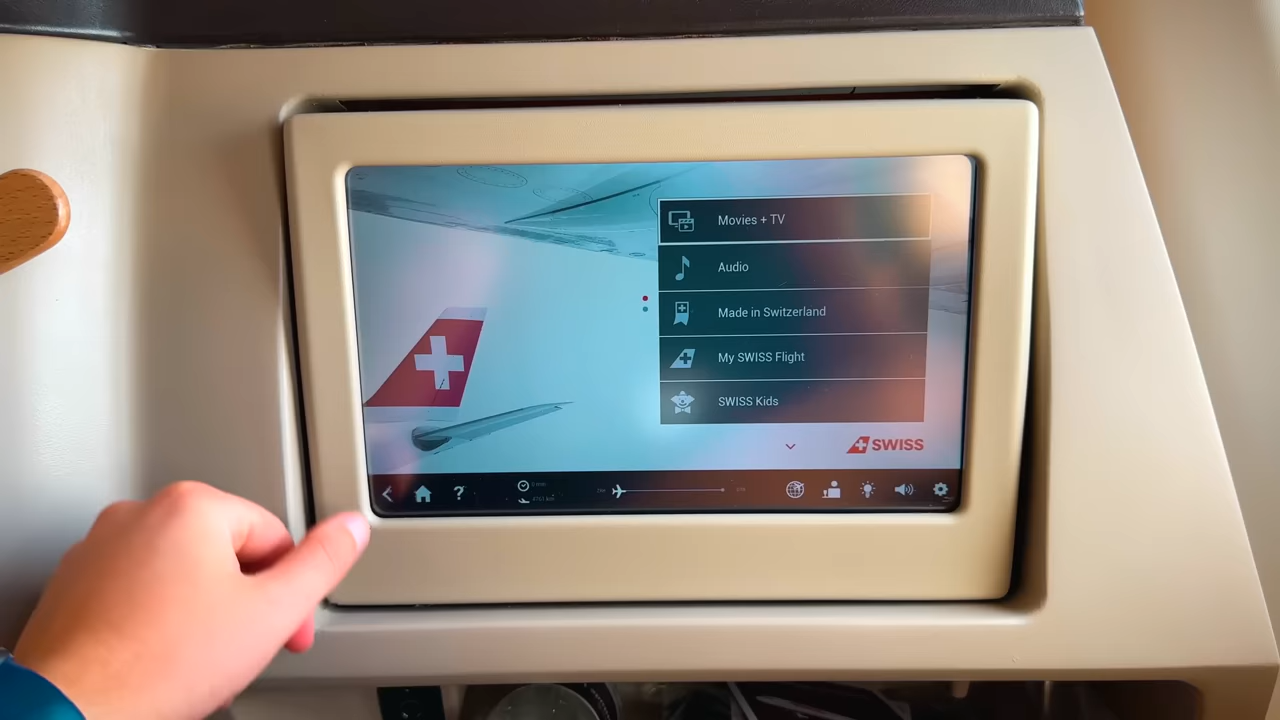 Movies + TV
Audio
Made in Switzerland
My SWISS Flight
SWISS Kids
SWISS
?